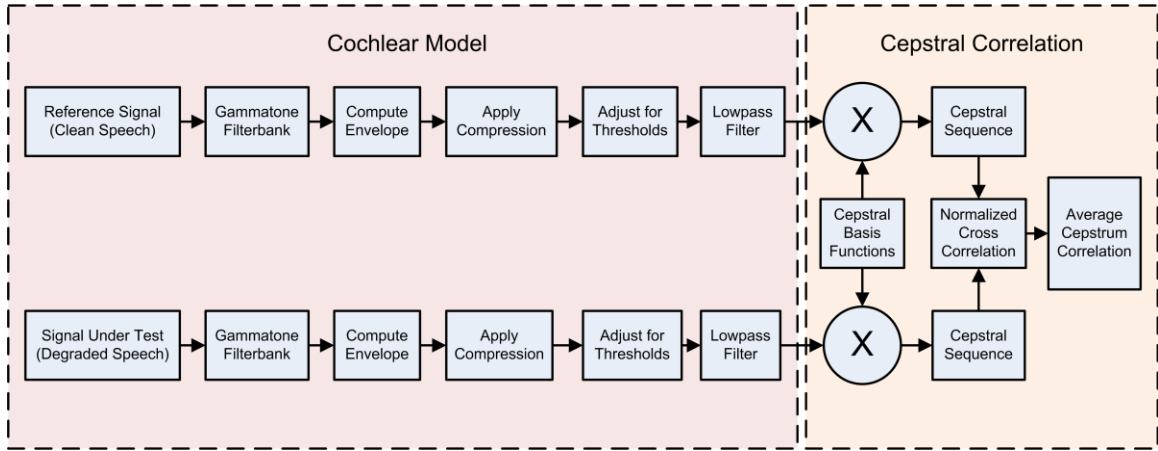 Cochlear Model
Cepstral Correlation
Reference Signal
(Clean Speech)
Gammatone
Filterbank
Compute
Envelope
Apply
Compression
Adjust for
Thresholds
Lowpass
Filter
X
Cepstral
Sequence
Cepstral
Basis
Functions
Normalized
Cross
Correlation
Average
Cepstrum
Correlation
Signal Under Test
(Degraded Speech)
Gammatone
Filterbank
Compute
Envelope
Apply
Compression
Adjust for
Thresholds
Lowpass
Filter
X
Cepstral
Sequence